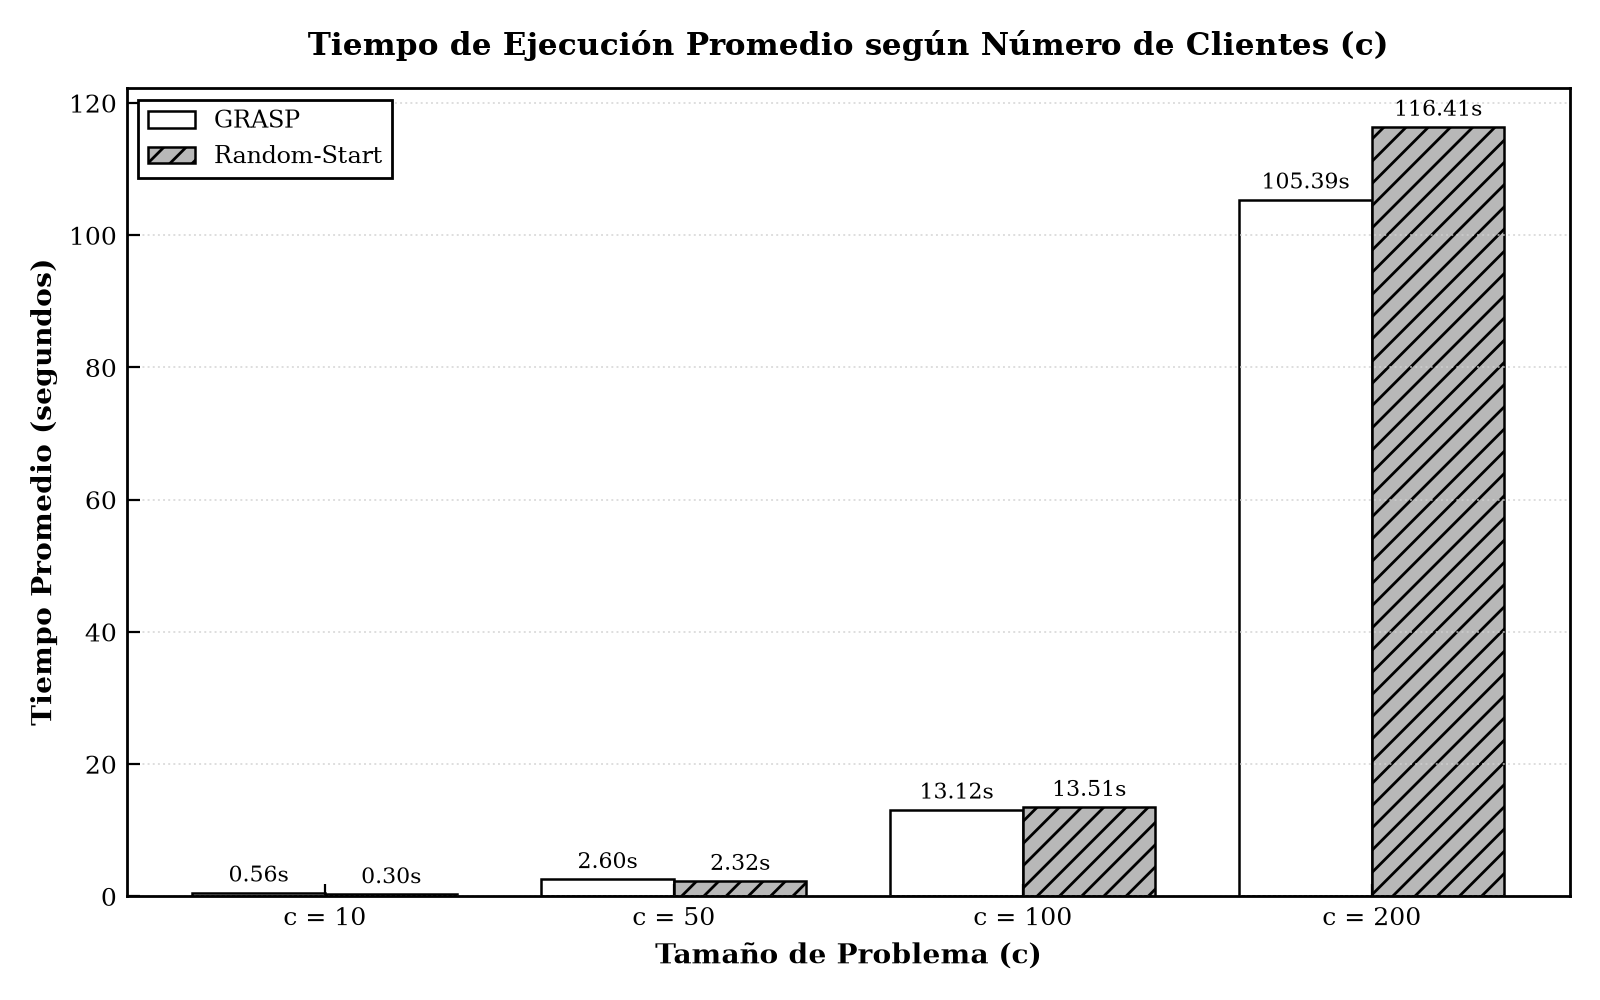 Tiempo de Ejecución Promedio según Número de Clientes (c)
GRASP
Random-Start
Tiempo Promedio (segundos)
120
100
80
60
40
20
0
0.56s
0.30s
2.60s
2.32s
13.12s
13.51s
105.39s
116.41s
c = 10
c = 50
c = 100
c = 200
Tamaño de Problema (c)